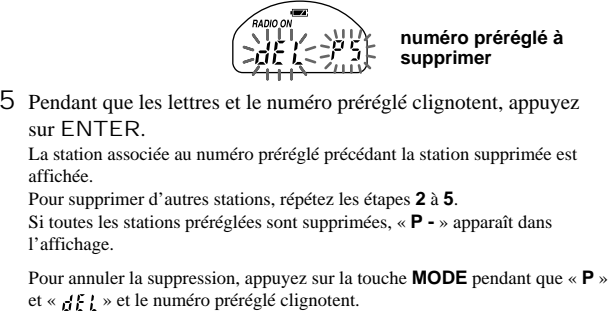 RADIO ON
dEL P5
numéro préréglé à
supprimer
5 Pendant que les lettres et le numéro préréglé clignotent, appuyez
sur ENTER.
La station associée au numéro préréglé précédant la station supprimée est
affichée.
Pour supprimer d’autres stations, répétez les étapes 2 à 5.
Si toutes les stations préréglées sont supprimées, « P - » apparaît dans
l’affichage.
Pour annuler la suppression, appuyez sur la touche MODE pendant que « P »
et « dEL » et le numéro préréglé clignotent.